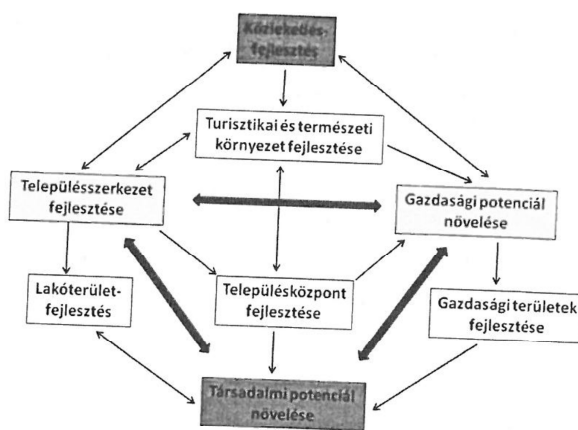 Közlekedés-
fejlesztés
Turisztikai és természeti
környezet fejlesztése
Településszerkezet
fejlesztése
Gazdasági potenciál
növelése
Lakóterület-
fejlesztés
Településközpont
fejlesztése
Gazdasági területek
fejlesztése
Társadalmi potenciál
növelése